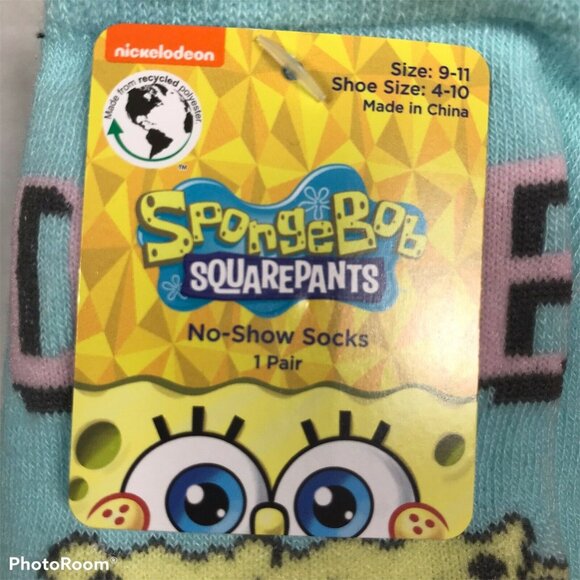 nickelodeon
Size: 9-11
Shoe Size: 4-10
Made in China
Made from recycled polyester
TM
SpongeBob
SQUAREPANTS
No-Show Socks
1 Pair
E
PhotoRoom